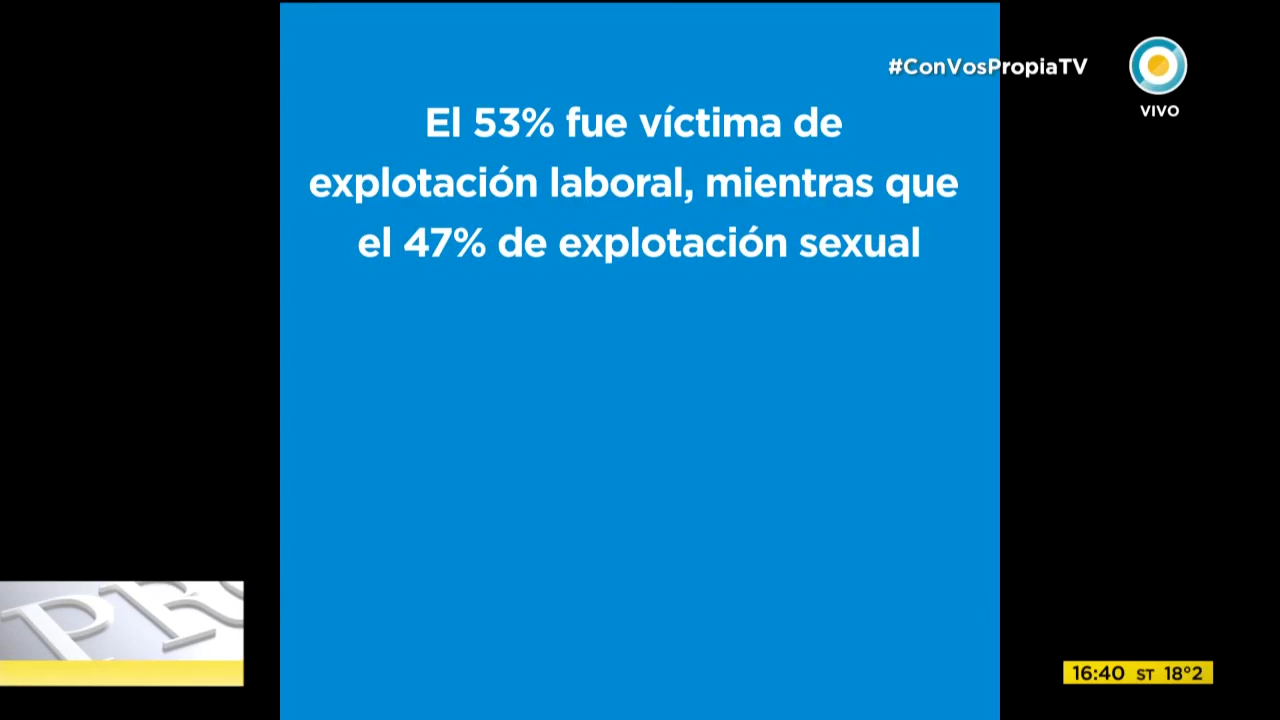 #ConVosPropiaTV
VIVO
El 53% fue víctima de
explotación laboral, mientras que
el 47% de explotación sexual
16:40 ST 18°2